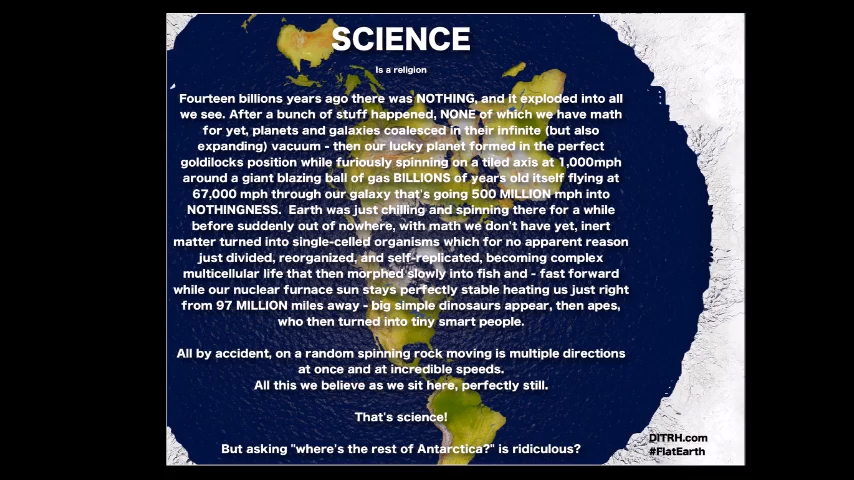 SCIENCE
Is a religion
Fourteen billions years ago there was NOTHING, and it exploded into all
we see. After a bunch of stuff happened, NONE of which we have math
for yet, planets and galaxies coalesced in their infinite (but also
expanding) vacuum - then our lucky planet formed in the perfect
goldilocks position while furiously spinning on a tiled axis at 1,000mph
around a giant blazing ball of gas BILLIONS of years old itself flying at
67,000 mph through our galaxy that's going 500 MILLION mph into
NOTHINGNESS. Earth was just chilling and spinning there for a while
before suddenly out of nowhere, with math we don't have yet, inert
matter turned into single-celled organisms which for no apparent reason
just divided, reorganized, and self-replicated, becoming complex
multicellular life that then morphed slowly into fish and - fast forward
while our nuclear furnace sun stays perfectly stable heating us just right
from 97 MILLION miles away - big simple dinosaurs appear, then apes,
who then turned into tiny smart people.
All by accident, on a random spinning rock moving is multiple directions
at once and at incredible speeds.
All this we believe as we sit here, perfectly still.
That's science!
But asking "where's the rest of Antarctica?" is ridiculous?
DITRH.com
#FlatEarth